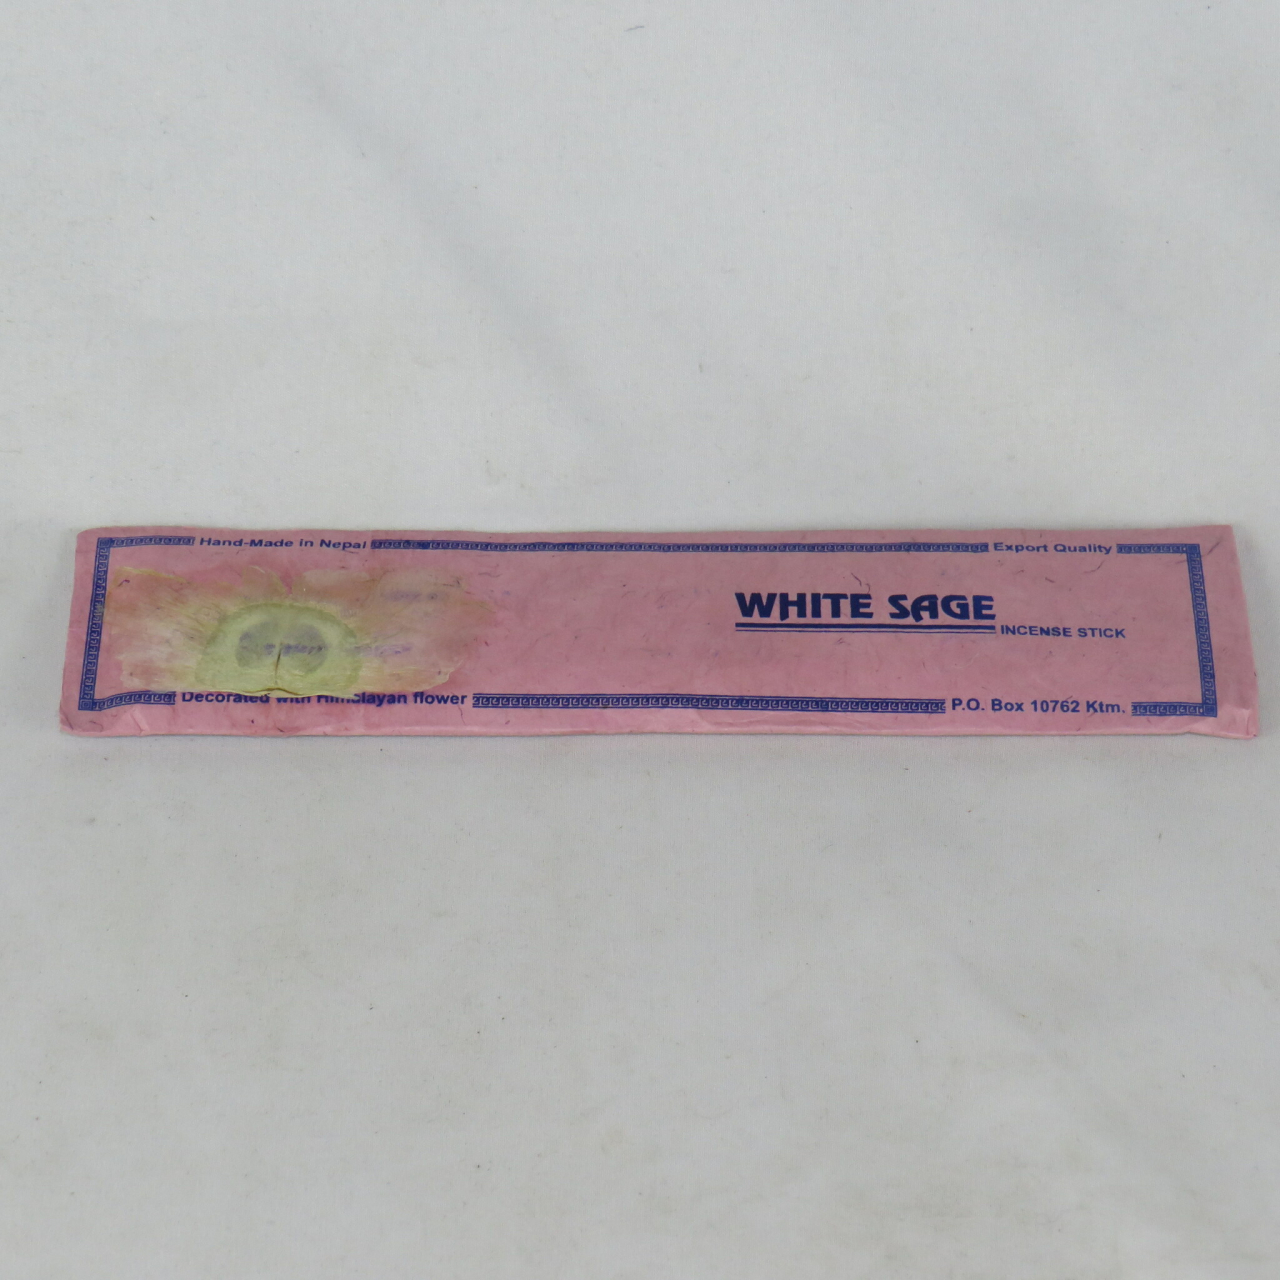 Hand-Made in Nepal
Export Quality
WHITE SAGE
INCENSE STICK
Decorated with Himalayan flower
P.O. Box 10762 Ktm.